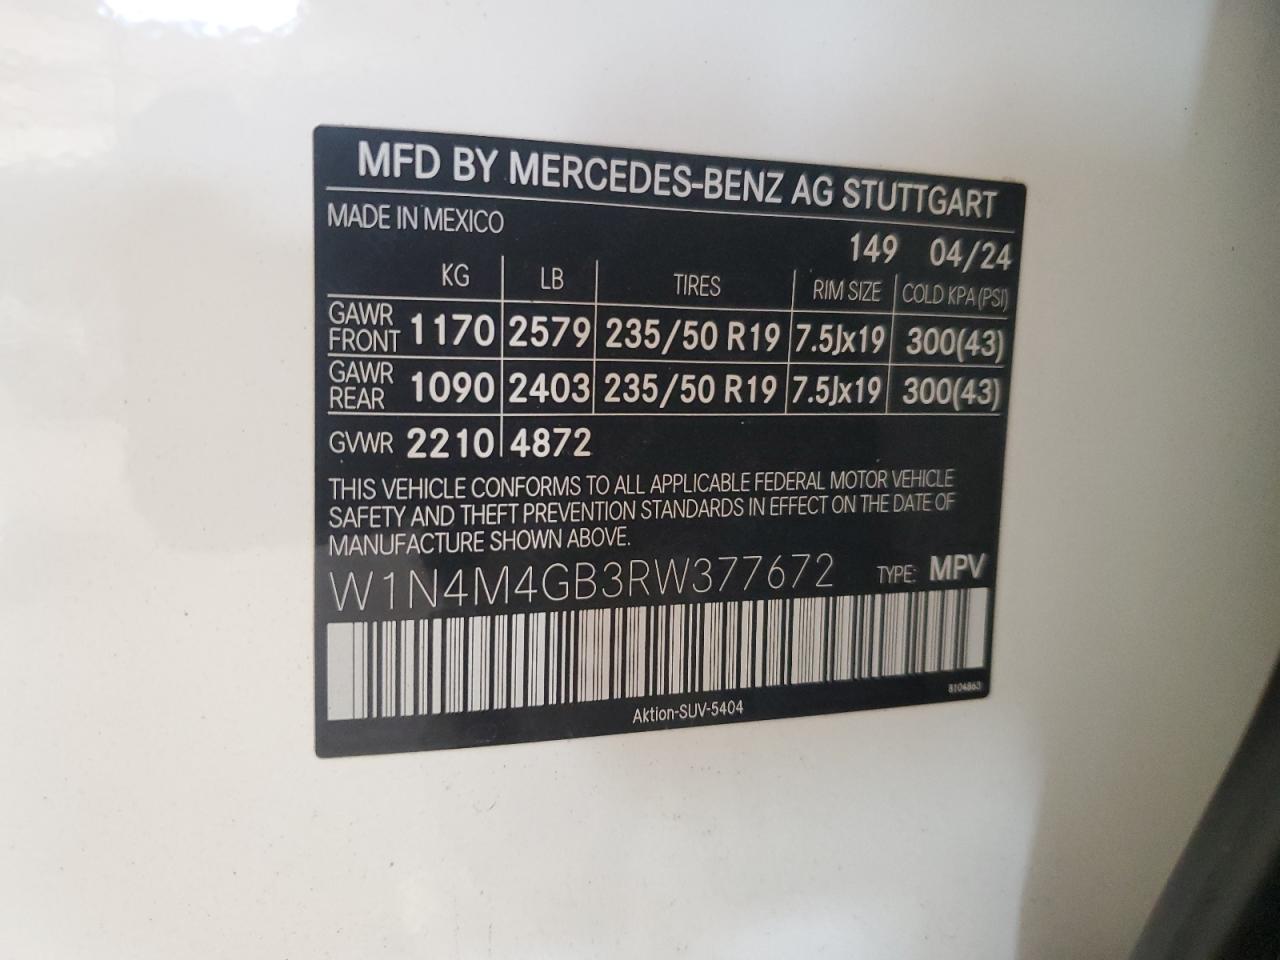 MFD BY MERCEDES-BENZ AG STUTTGART
MADE IN MEXICO
149 04/24
KG LB TIRES RIM SIZE COLD KPA(PSI)
GAWR FRONT 1170 2579 235/50 R19 7.5Jx19 300(43)
GAWR REAR 1090 2403 235/50 R19 7.5Jx19 300(43)
GVWR 2210 4872
THIS VEHICLE CONFORMS TO ALL APPLICABLE FEDERAL MOTOR VEHICLE
SAFETY AND THEFT PREVENTION STANDARDS IN EFFECT ON THE DATE OF
MANUFACTURE SHOWN ABOVE.
W1N4M4GB3RW377672 TYPE: MPV
8104863
Aktion-SUV-5404